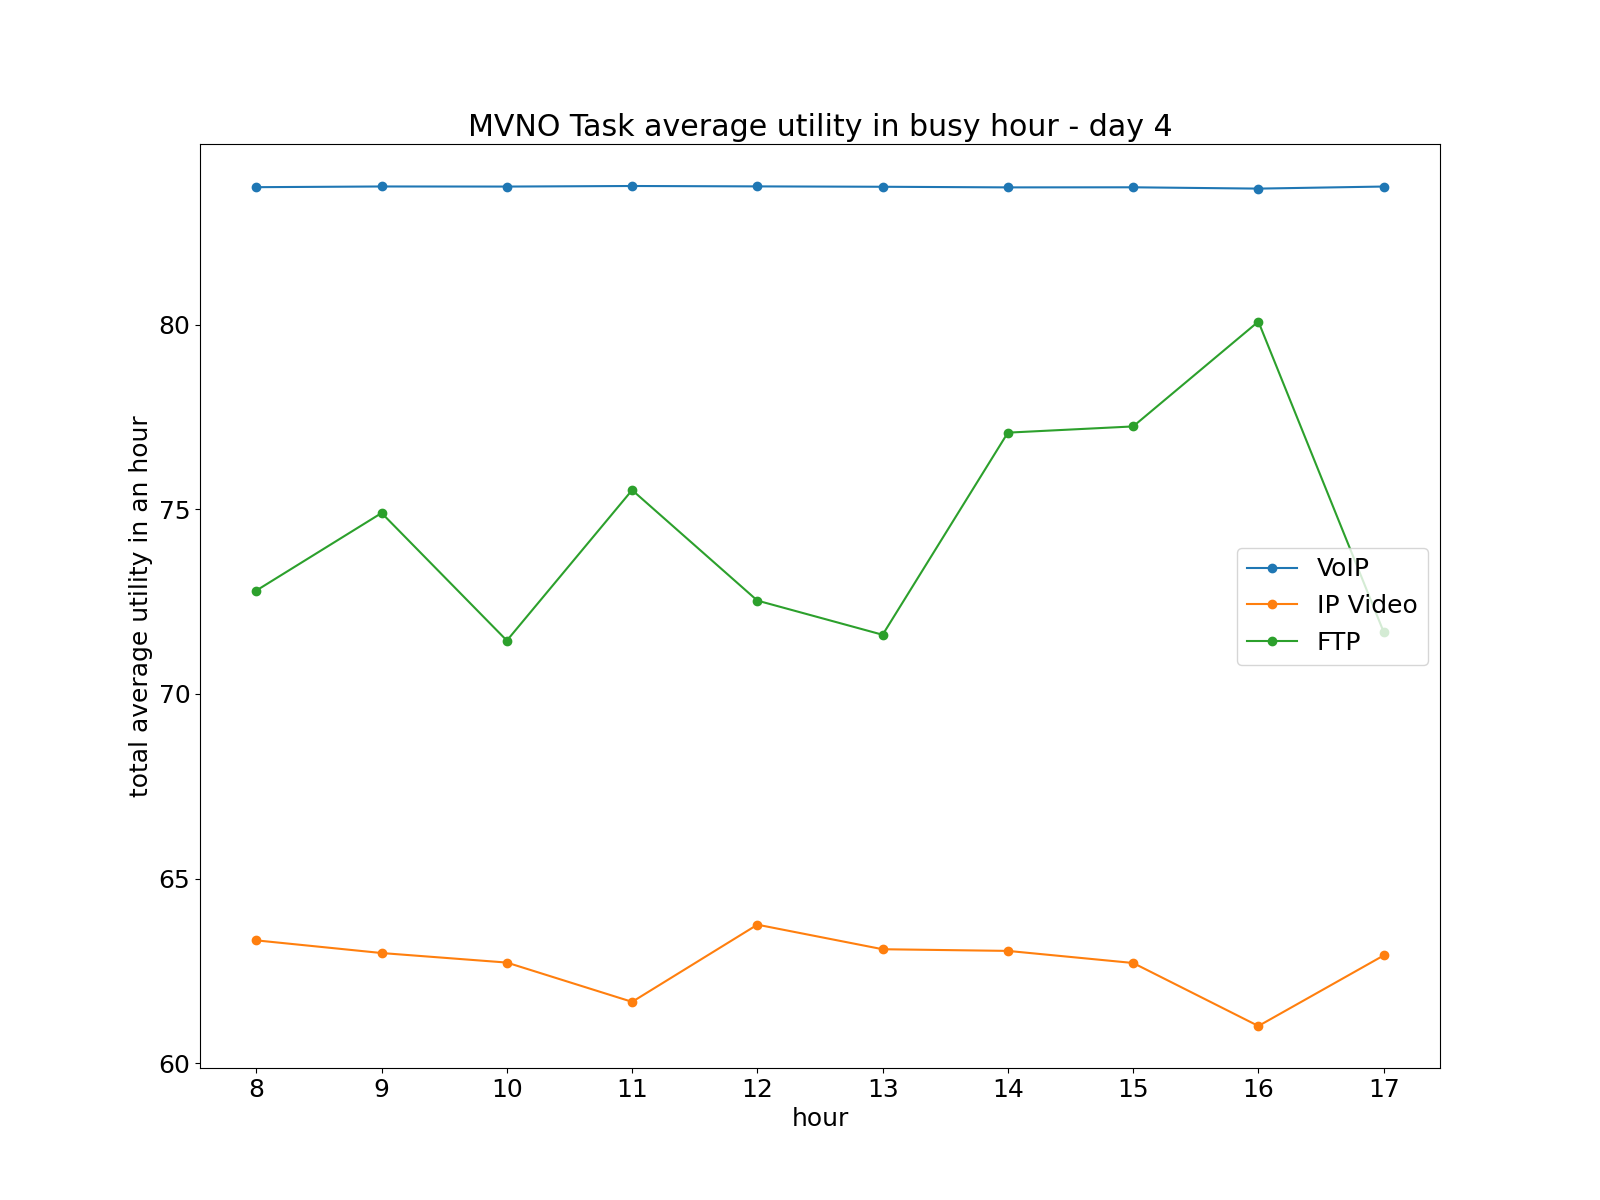 MVNO Task average utility in busy hour - day 4
total average utility in an hour
80
75
70
65
60
VoIP
IP Video
FTP
8 9 10 11 12 13 14 15 16 17
hour